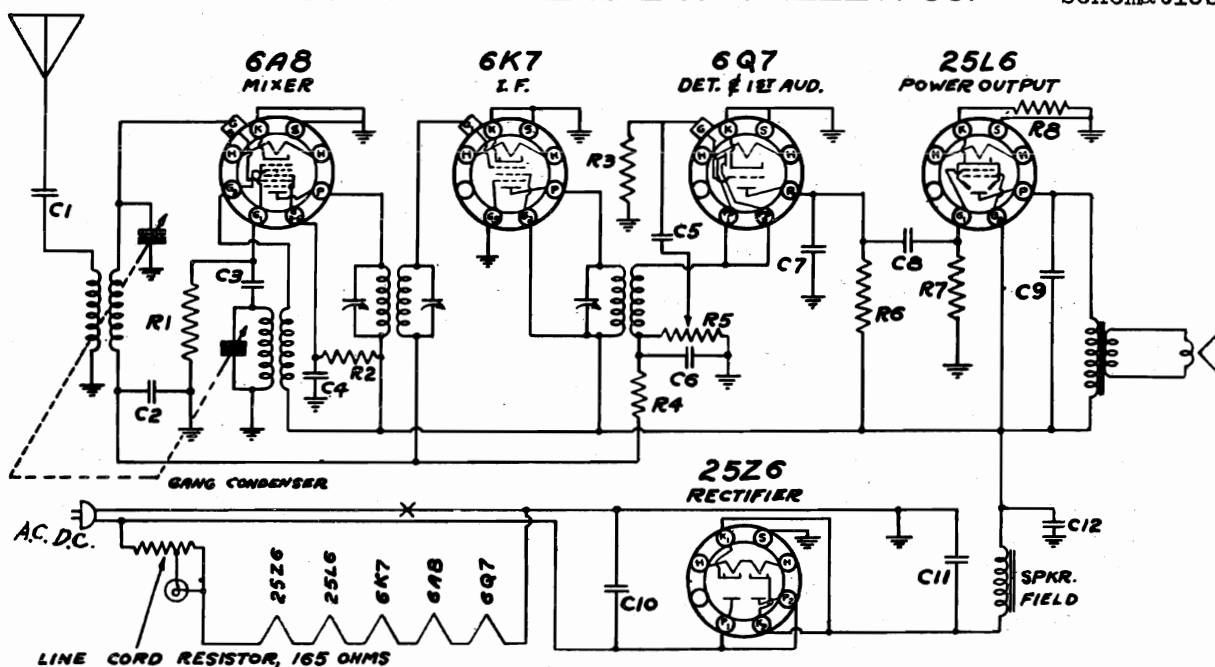 6A8
MIXER
6K7
I.F.
6Q7
DET. & 1ST AUD.
25L6
POWER OUTPUT
R8
R3
C1
C5
C7
C8
R7
C9
C3
R1
R6
R5
R2
C4
C6
C2
R4
GANG CONDENSER
25Z6
RECTIFIER
A.C. D.C.
C12
25Z6
25L6
6K7
6A8
6Q7
C10
C11
SPKR.
FIELD
LINE CORD RESISTOR, 165 OHMS